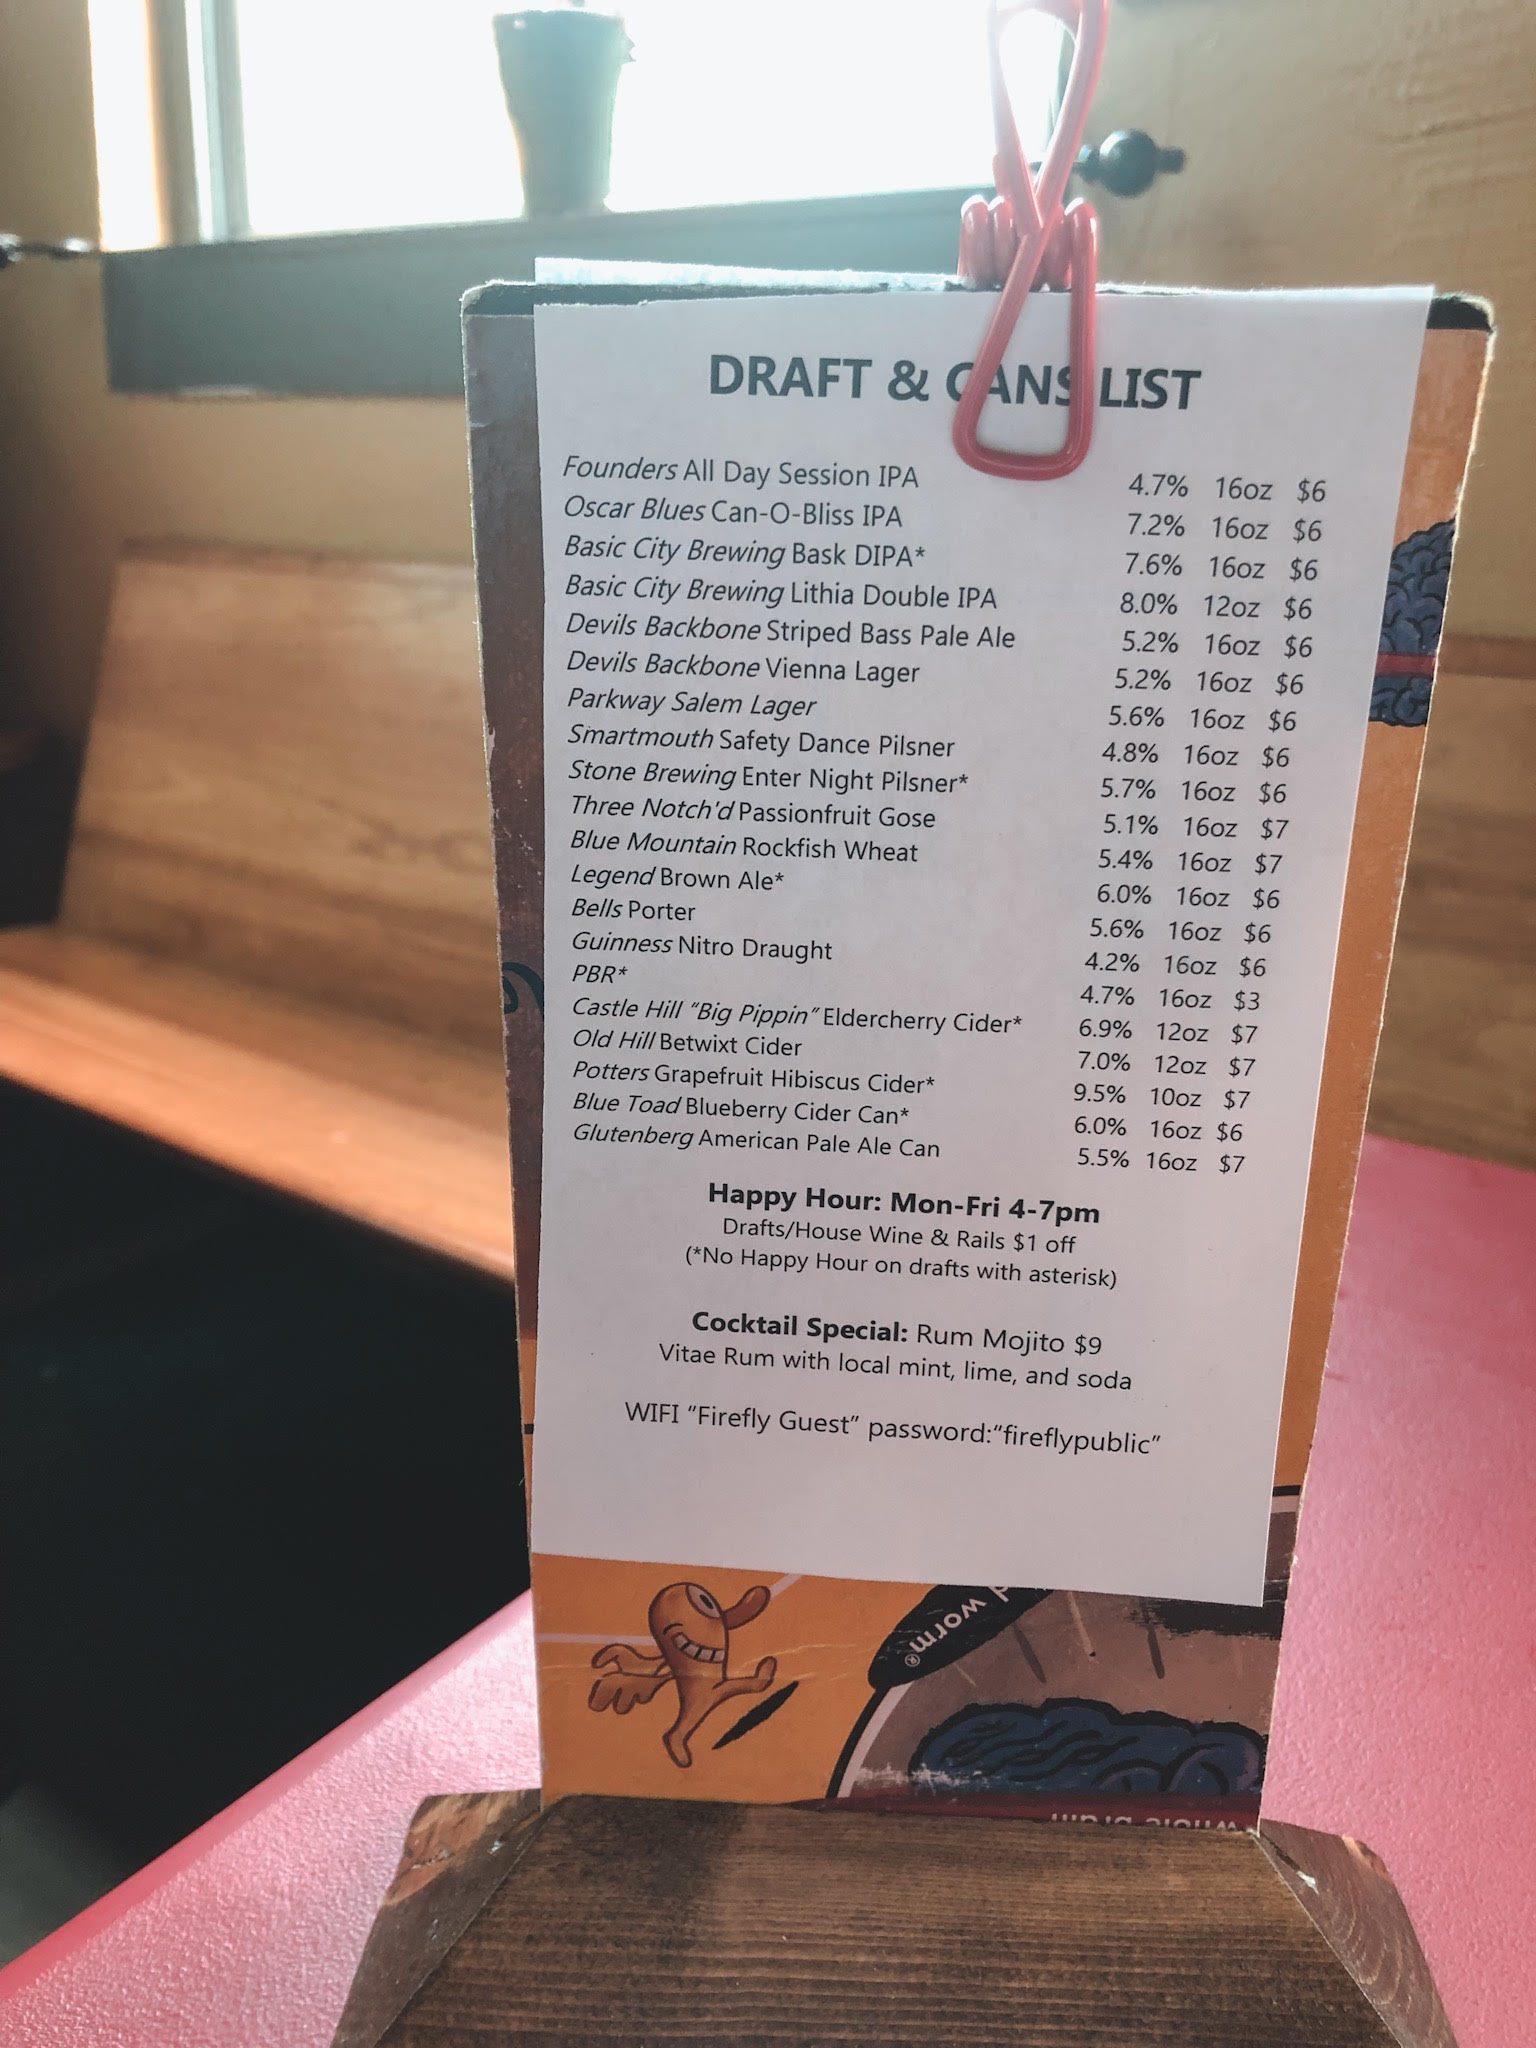 DRAFT & CANS LIST
Founders All Day Session IPA 4.7% 16oz $6
Oscar Blues Can-O-Bliss IPA 7.2% 16oz $6
Basic City Brewing Bask DIPA* 7.6% 16oz $6
Basic City Brewing Lithia Double IPA 8.0% 12oz $6
Devils Backbone Striped Bass Pale Ale 5.2% 16oz $6
Devils Backbone Vienna Lager 5.2% 16oz $6
Parkway Salem Lager 5.6% 16oz $6
Smartmouth Safety Dance Pilsner 4.8% 16oz $6
Stone Brewing Enter Night Pilsner* 5.7% 16oz $6
Three Notch'd Passionfruit Gose 5.1% 16oz $7
Blue Mountain Rockfish Wheat 5.4% 16oz $7
Legend Brown Ale* 6.0% 16oz $6
Bells Porter 5.6% 16oz $6
Guinness Nitro Draught 4.2% 16oz $6
PBR* 4.7% 16oz $3
Castle Hill “Big Pippin” Eldercherry Cider* 6.9% 12oz $7
Old Hill Betwixt Cider 7.0% 12oz $7
Potters Grapefruit Hibiscus Cider* 9.5% 10oz $7
Blue Toad Blueberry Cider Can* 6.0% 16oz $6
Glutenberg American Pale Ale Can 5.5% 16oz $7
Happy Hour: Mon-Fri 4-7pm
Drafts/House Wine & Rails $1 off
(*No Happy Hour on drafts with asterisk)
Cocktail Special: Rum Mojito $9
Vitae Rum with local mint, lime, and soda
WIFI “Firefly Guest” password:“fireflypublic”
worm®